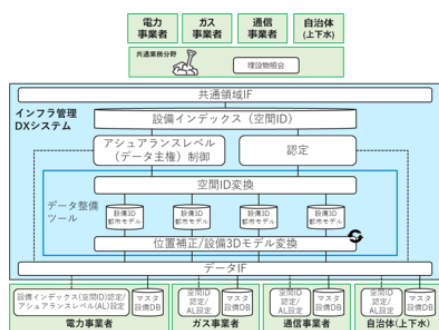 電力
事業者
ガス
事業者
通信
事業者
自治体
(上下水)
共通業務分野
埋設物照会
共通領域IF
インフラ管理
DXシステム
設備インデックス（空間ID）
アシュアランスレベル
（データ主権）制御
認定
空間ID変換
データ整備
ツール
設備3D
都市モデル
設備3D
都市モデル
設備3D
都市モデル
設備3D
都市モデル
位置補正/設備3Dモデル変換
データIF
設備インデックス(空間ID)認定/
アシュアランスレベル(AL)設定
マスタ
設備DB
空間ID
認定/
AL設定
マスタ
設備DB
空間ID
認定/
AL設定
マスタ
設備DB
空間ID
認定/
AL設定
マスタ
設備DB
電力事業者
ガス事業者
通信事業者
自治体(上下水)